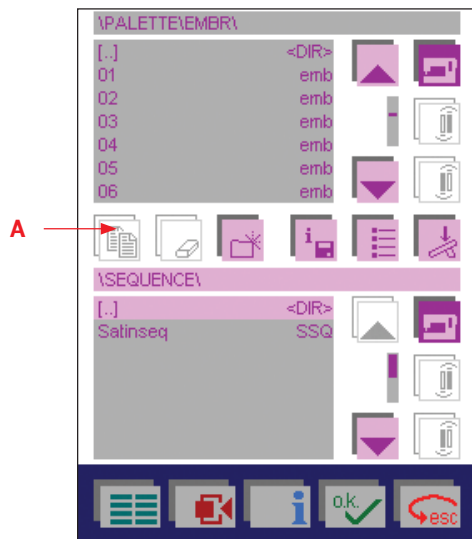 \PALETTE\EMBR\
[..] <DIR>
01 emb
02 emb
03 emb
04 emb
05 emb
06 emb
A
i
\SEQUENCE\
[..] <DIR>
Satinseq SSQ
i o.k. esc